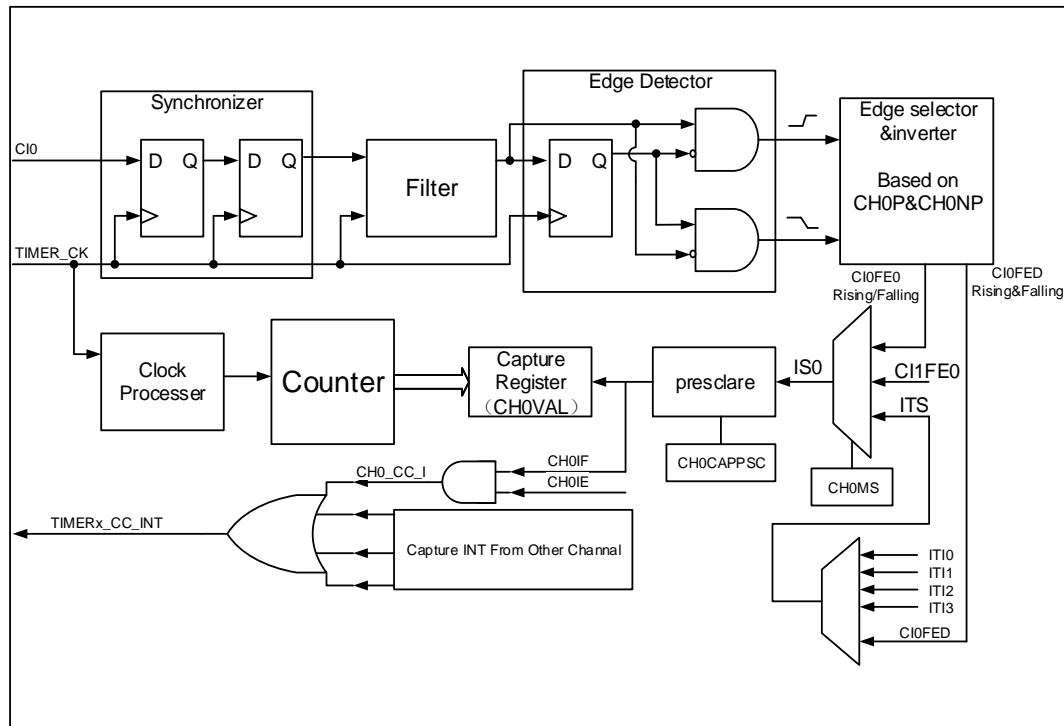 Edge Detector
Synchronizer
Edge selector
&inverter
Based on
CH0P&CH0NP
CI0
D Q
D Q
Filter
D Q
TIMER_CK
CI0FE0
Rising/Falling
CI0FED
Rising&Falling
Clock
Processer
Counter
Capture
Register
(CH0VAL)
presclare
IS0
CI1FE0
ITS
CH0CAPPSC
CH0MS
CH0_CC_I
CH0IF
CH0IE
TIMERx_CC_INT
Capture INT From Other Channal
ITI0
ITI1
ITI2
ITI3
CI0FED